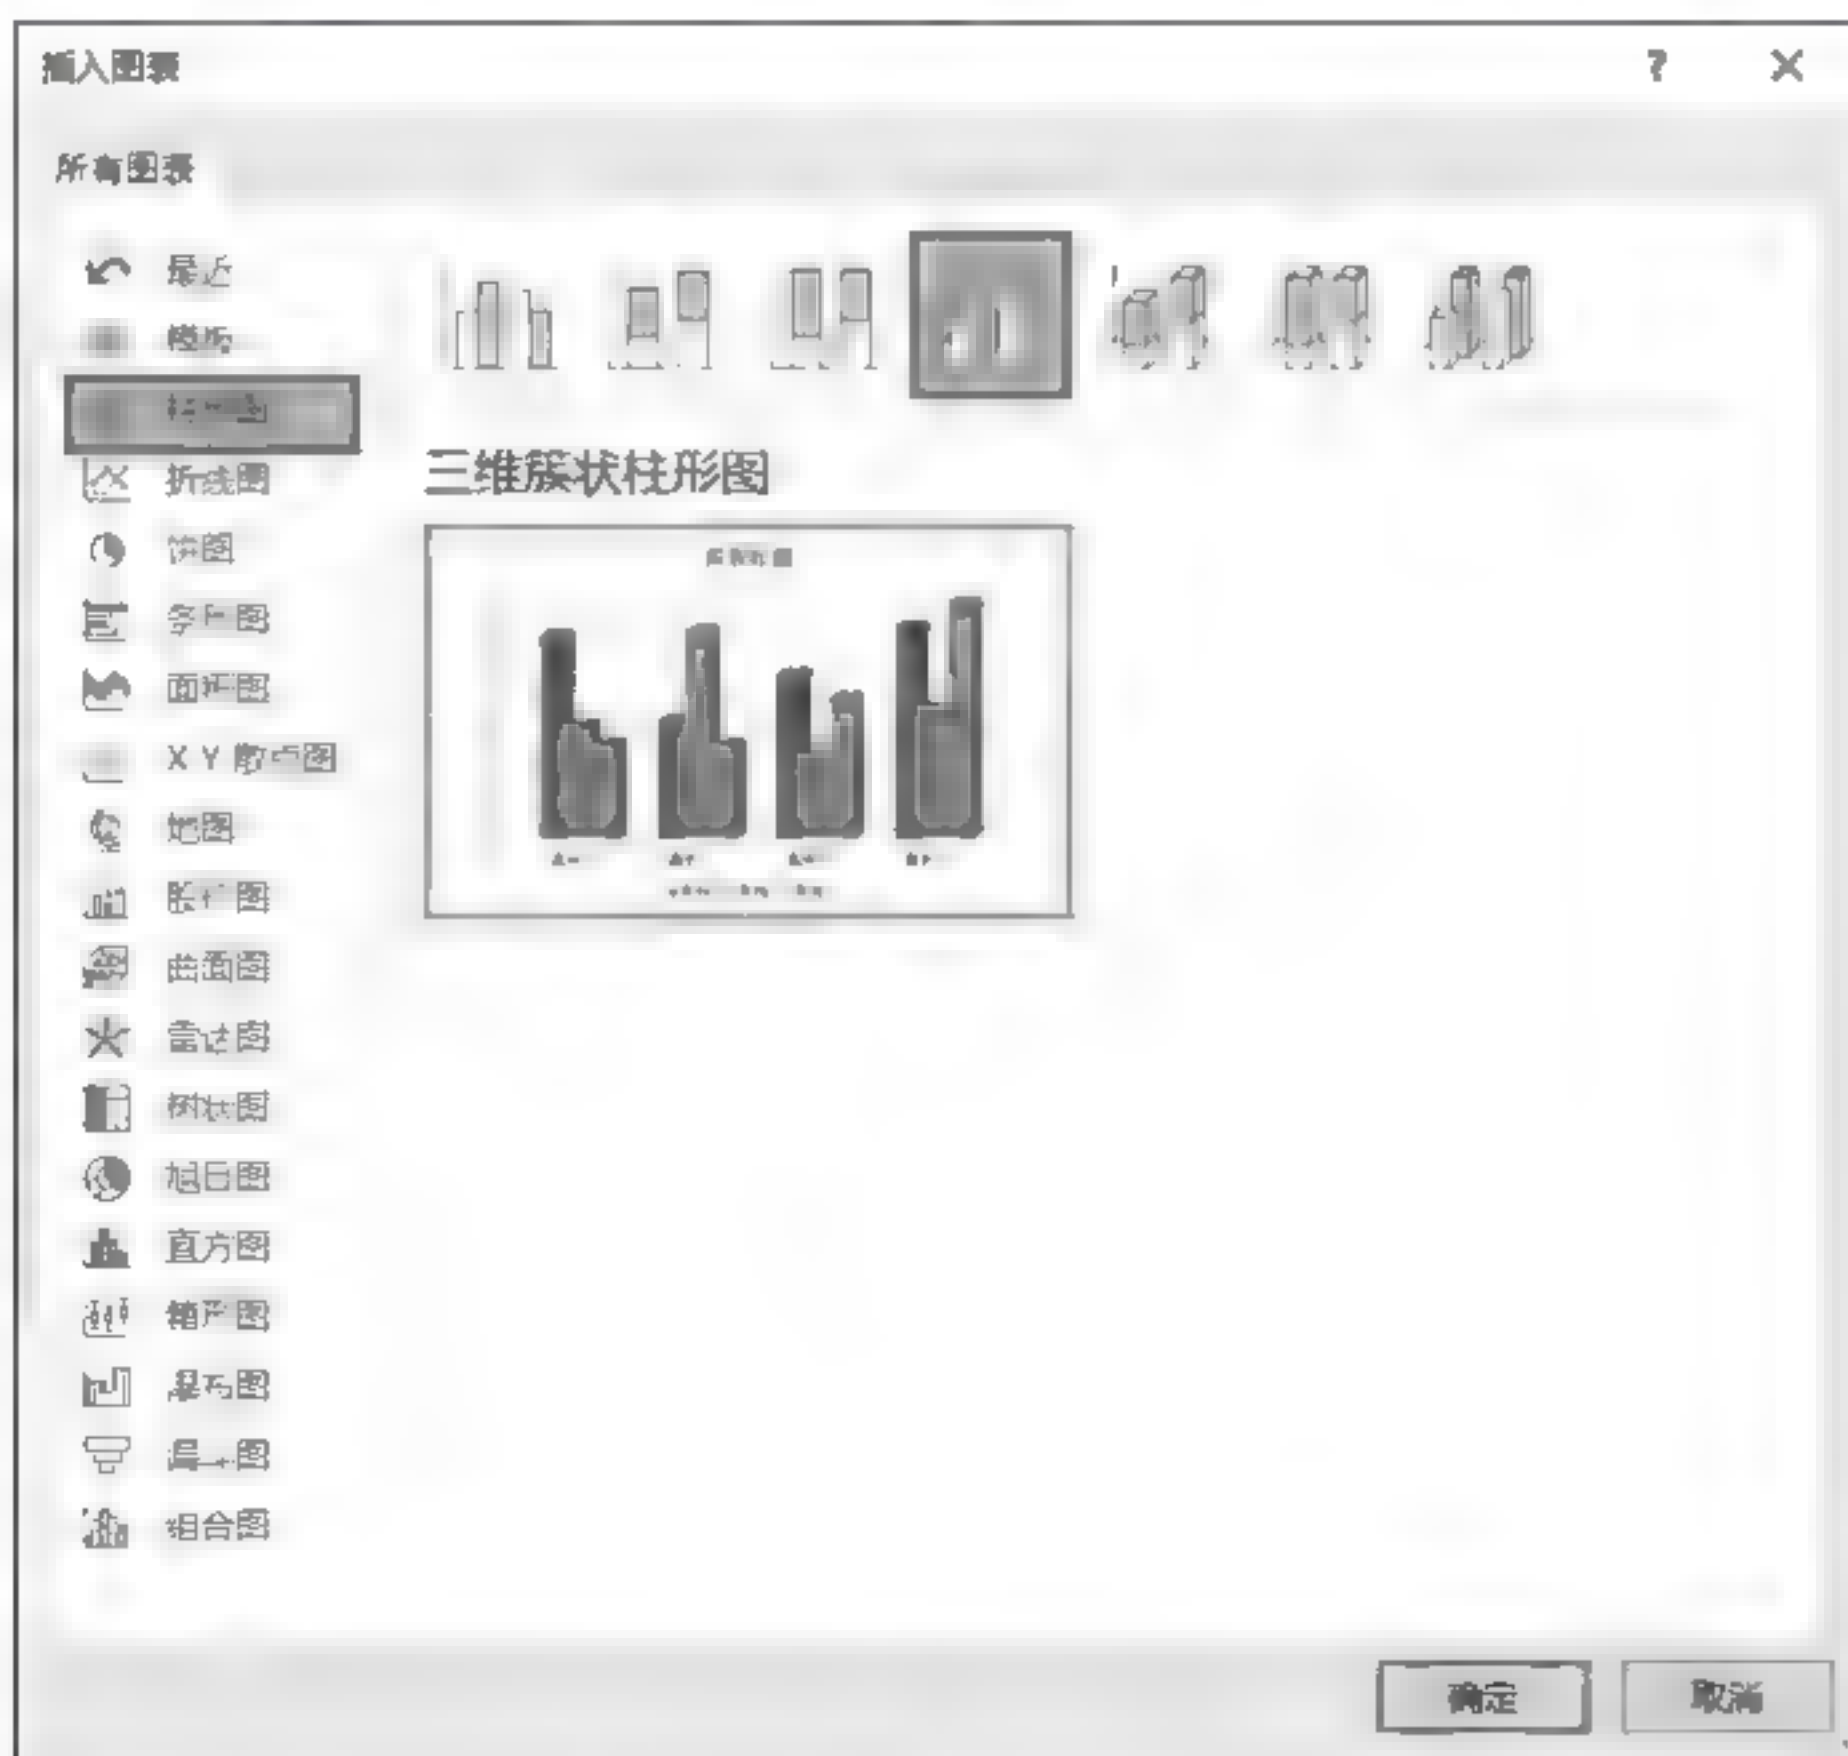 插入图表
?
所有图表
最近
模板
柱形图
三维簇状柱形图
折线图
饼图
条形图
面积图
X Y 散点图
地图
股价图
曲面图
雷达图
树状图
旭日图
直方图
箱形图
瀑布图
漏斗图
组合图
确定
取消